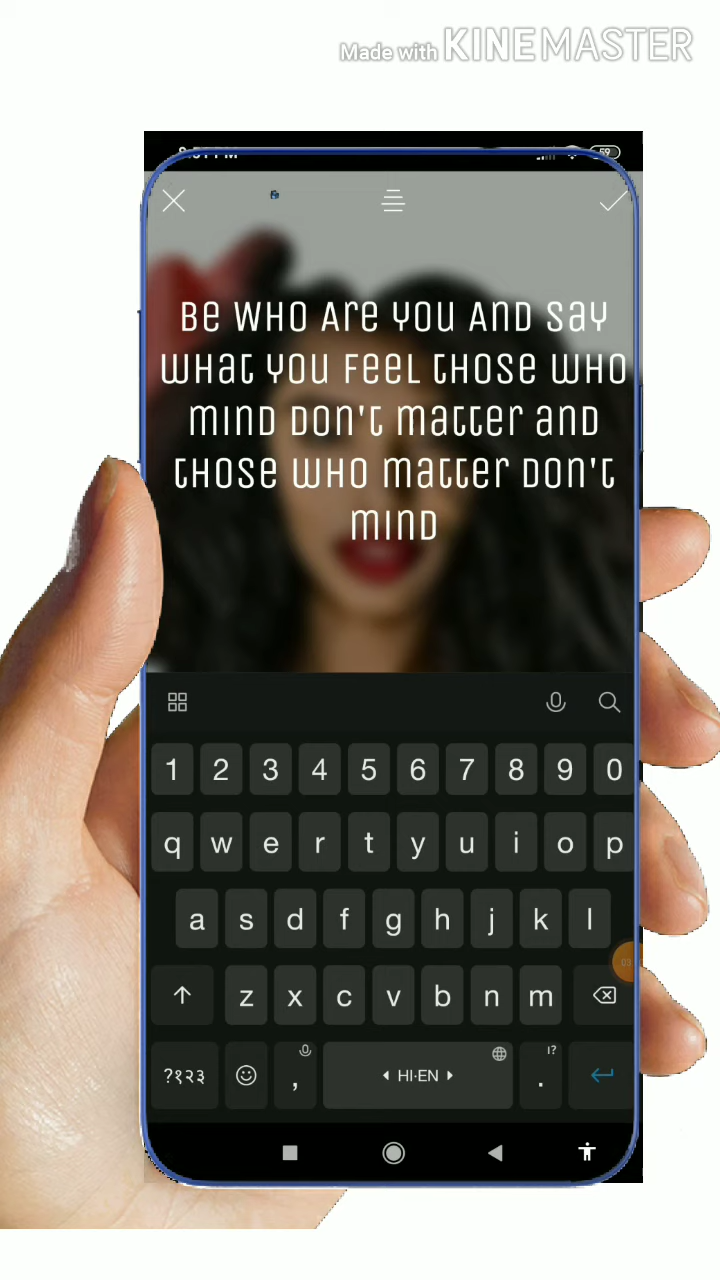 Made with KINEMASTER
59
Be WHO Are YOU AND Say
WHat YOU FeeL tHOSe WHO
MIND DON'T Matter and
tHOSe WHO Matter DON'T
MIND
1 2 3 4 5 6 7 8 9 0
q w e r t y u i o p
a s d f g h j k l
z x c v b n m
!?
?१२३ , HI·EN .